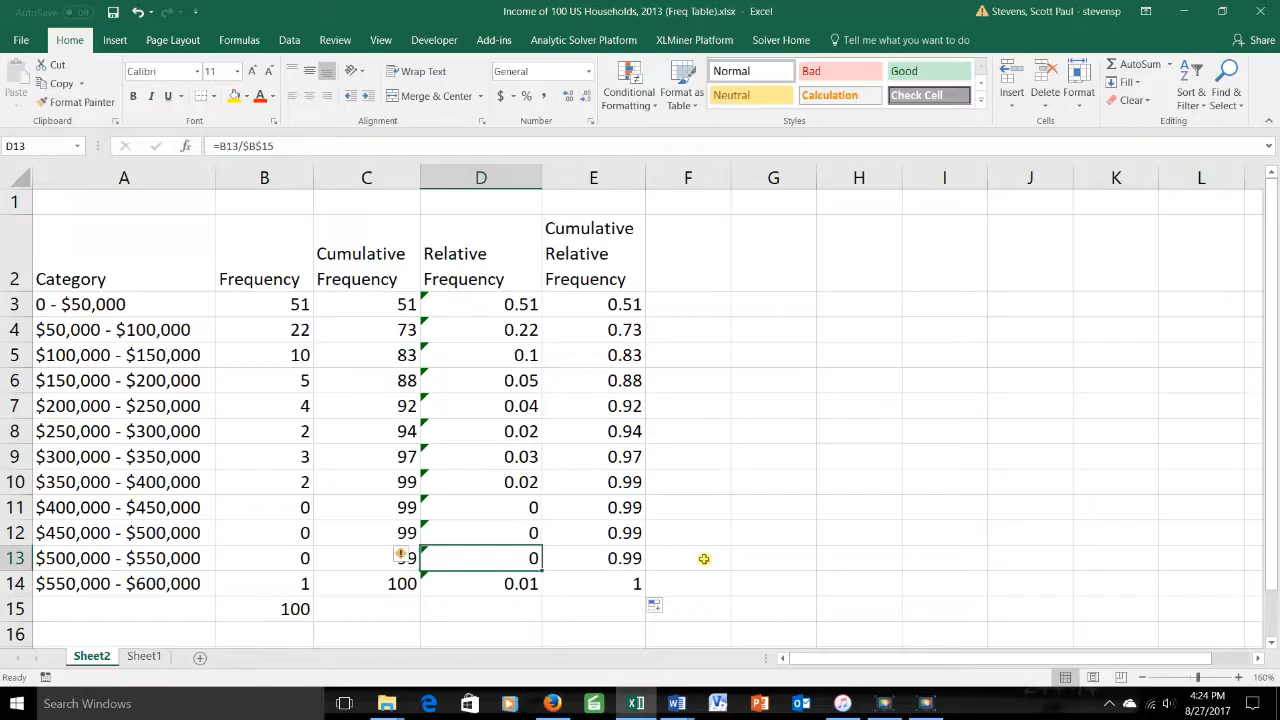 AutoSave Off Income of 100 US Households, 2013 (Freq Table).xlsx - Excel Stevens, Scott Paul - stevensp
File Home Insert Page Layout Formulas Data Review View Developer Add-ins Analytic Solver Platform XLMiner Platform Solver Home Tell me what you want to do Share
Cut Calibri 11 A A Wrap Text General Normal Bad Good AutoSum
Copy Fill
Paste Format Painter B I U A Merge & Center $ % , Conditional Formatting Format as Table Neutral Calculation Check Cell Insert Delete Format Clear Sort & Filter Find & Select
Clipboard Font Alignment Number Styles Cells Editing
D13 fx =B13/$B$15
A B C D E F G H I J K L
1
2 Category Frequency Cumulative Frequency Relative Frequency Cumulative Relative Frequency
3 0 - $50,000 51 51 0.51 0.51
4 $50,000 - $100,000 22 73 0.22 0.73
5 $100,000 - $150,000 10 83 0.1 0.83
6 $150,000 - $200,000 5 88 0.05 0.88
7 $200,000 - $250,000 4 92 0.04 0.92
8 $250,000 - $300,000 2 94 0.02 0.94
9 $300,000 - $350,000 3 97 0.03 0.97
10 $350,000 - $400,000 2 99 0.02 0.99
11 $400,000 - $450,000 0 99 0 0.99
12 $450,000 - $500,000 0 99 0 0.99
13 $500,000 - $550,000 0 99 0 0.99
14 $550,000 - $600,000 1 100 0.01 1
15 100
16
Sheet2 Sheet1
Ready 160%
Search Windows 4:24 PM
8/27/2017